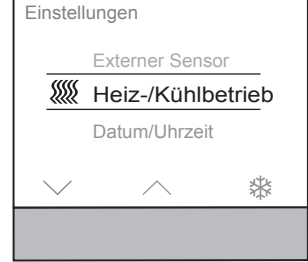 Einstellungen
Externer Sensor
Heiz-/Kühlbetrieb
Datum/Uhrzeit